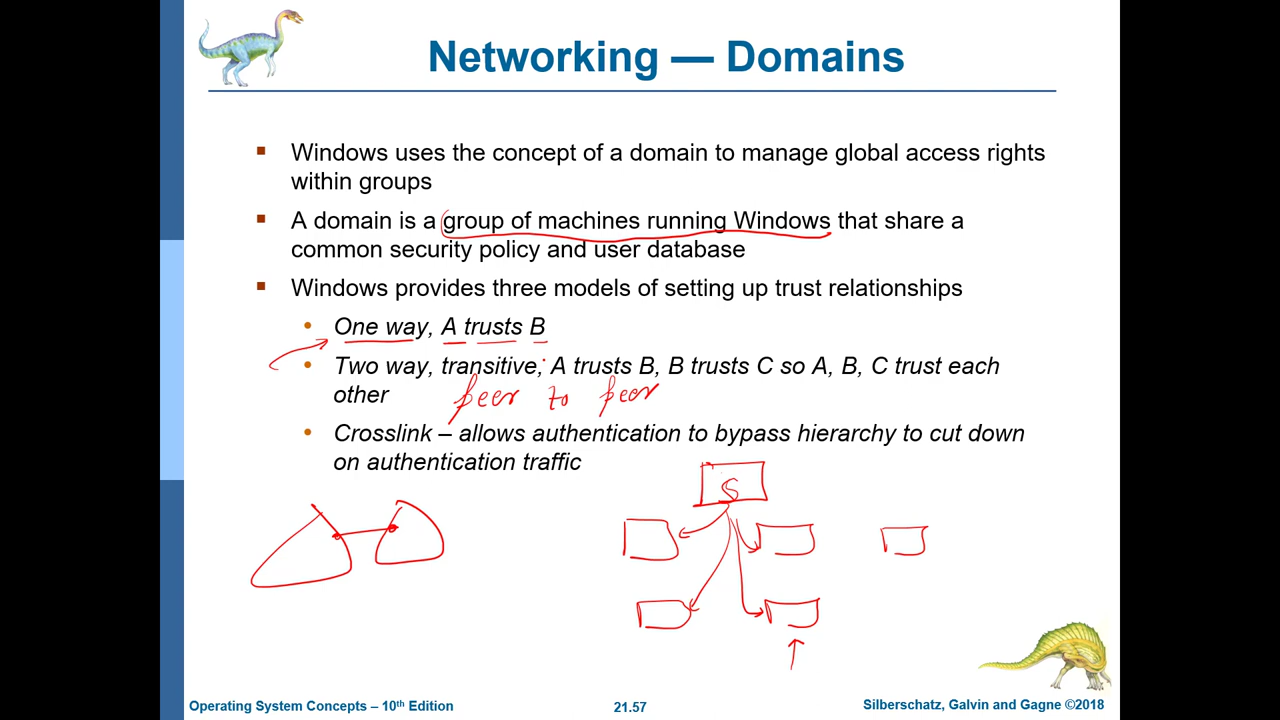 Networking — Domains
Windows uses the concept of a domain to manage global access rights
within groups
A domain is a group of machines running Windows that share a
common security policy and user database
Windows provides three models of setting up trust relationships
One way, A trusts B
Two way, transitive, A trusts B, B trusts C so A, B, C trust each
other
peer to peer
Crosslink – allows authentication to bypass hierarchy to cut down
on authentication traffic
S
Operating System Concepts – 10th Edition
21.57
Silberschatz, Galvin and Gagne ©2018